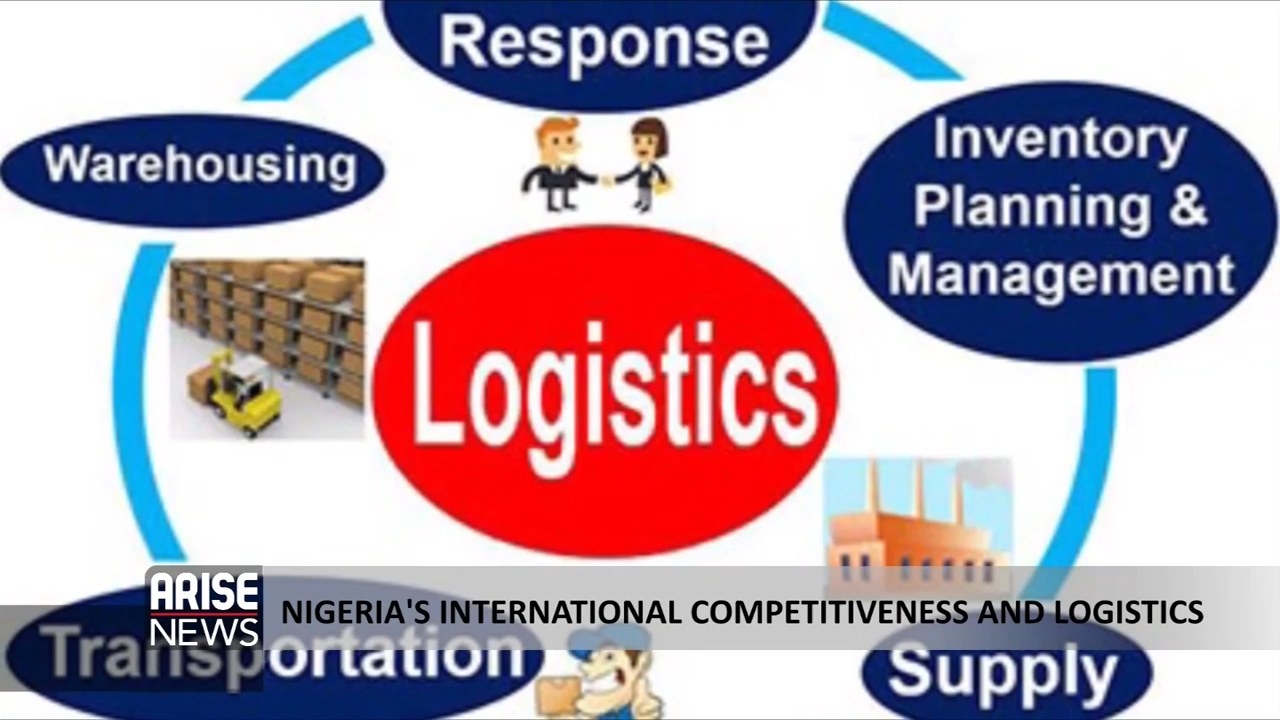 Response
Warehousing
Inventory
Planning &
Management
Logistics
ARISE
NEWS
NIGERIA'S INTERNATIONAL COMPETITIVENESS AND LOGISTICS
Transportation
Supply